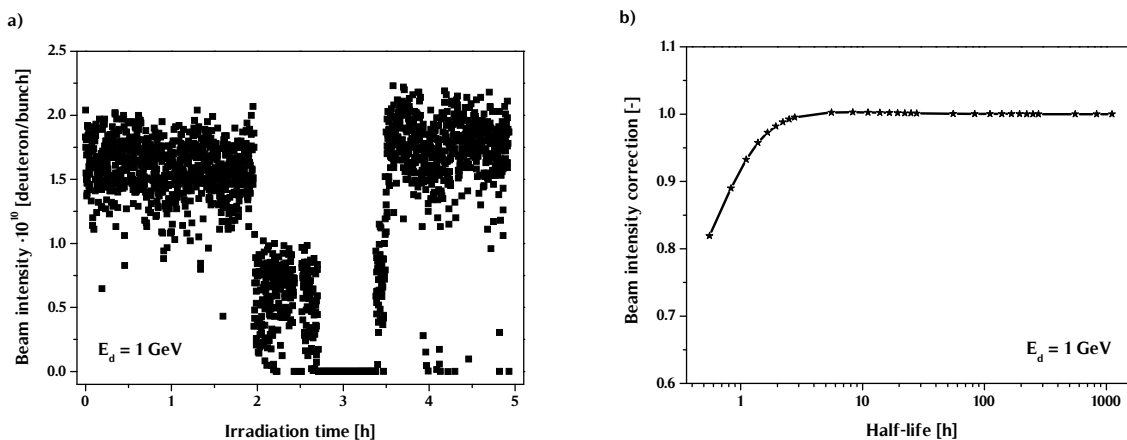 a)
Beam intensity ·10¹⁰ [deuteron/bunch]
2.5
2.0
1.5
1.0
0.5
0.0
E_d = 1 GeV
0 1 2 3 4 5
Irradiation time [h]
b)
Beam intensity correction [-]
1.1
1.0
0.9
0.8
0.7
0.6
E_d = 1 GeV
1 10 100 1000
Half-life [h]